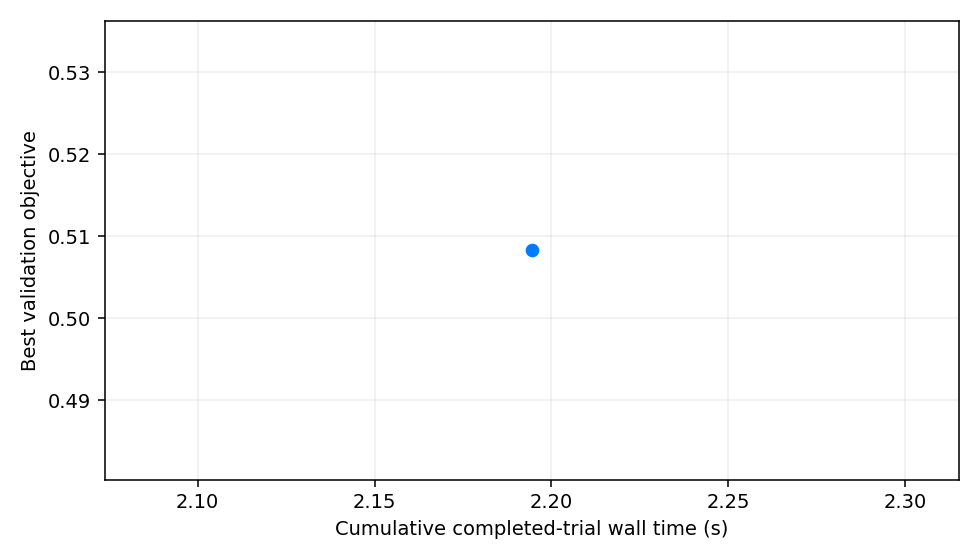 0.53
0.52
0.51
0.50
0.49
Best validation objective
2.10 2.15 2.20 2.25 2.30
Cumulative completed-trial wall time (s)